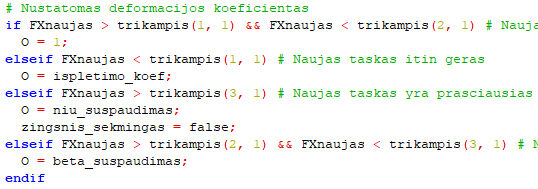 # Nustatomas deformacijos koeficientas
if FXnaujas > trikampis(1, 1) && FXnaujas < trikampis(2, 1) # Nauja
O = 1;
elseif FXnaujas < trikampis(1, 1) # Naujas taskas itin geras
O = ispletimo_koef;
elseif FXnaujas > trikampis(3, 1) # Naujas taskas yra prasciausias
O = niu_suspaudimas;
zingsnis_sekmingas = false;
elseif FXnaujas > trikampis(2, 1) && FXnaujas < trikampis(3, 1) # N
O = beta_suspaudimas;
endif